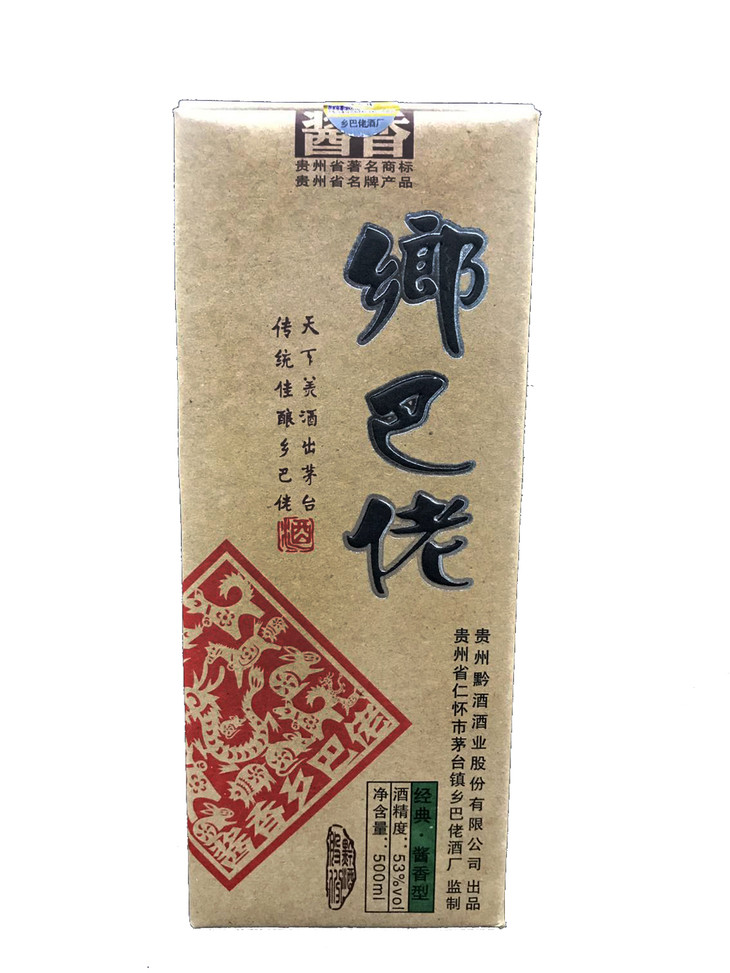 乡巴佬酒厂
酱香
贵州省著名商标
贵州省名牌产品
鄉巴佬
天下美酒出茅台
传统佳酿乡巴佬
酒
酱香乡巴佬
贵州黔酒酒业股份有限公司 出品
贵州省仁怀市茅台镇乡巴佬酒厂 监制
经典·酱香型
酒精度：53%vol
净含量：500ml